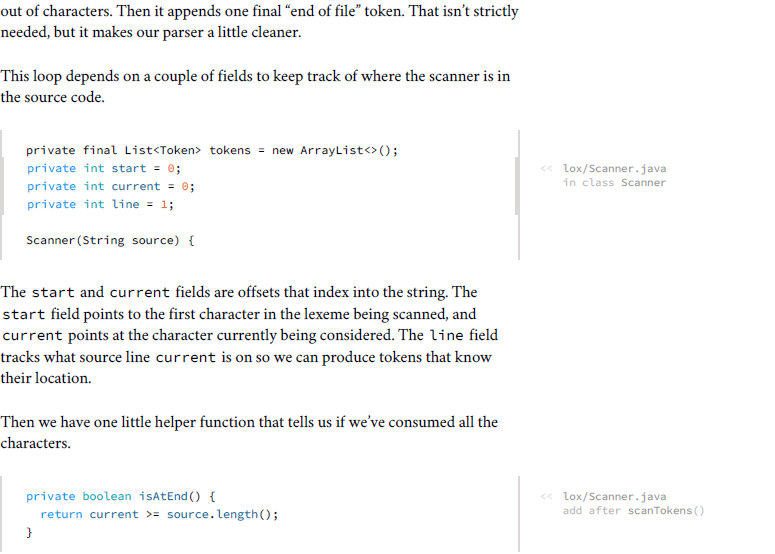 out of characters. Then it appends one final “end of file” token. That isn’t strictly
needed, but it makes our parser a little cleaner.
This loop depends on a couple of fields to keep track of where the scanner is in
the source code.
private final List<Token> tokens = new ArrayList<>();
private int start = 0;
private int current = 0;
private int line = 1;
Scanner(String source) {
<< lox/Scanner.java
in class Scanner
The start and current fields are offsets that index into the string. The
start field points to the first character in the lexeme being scanned, and
current points at the character currently being considered. The line field
tracks what source line current is on so we can produce tokens that know
their location.
Then we have one little helper function that tells us if we’ve consumed all the
characters.
private boolean isAtEnd() {
return current >= source.length();
}
<< lox/Scanner.java
add after scanTokens()